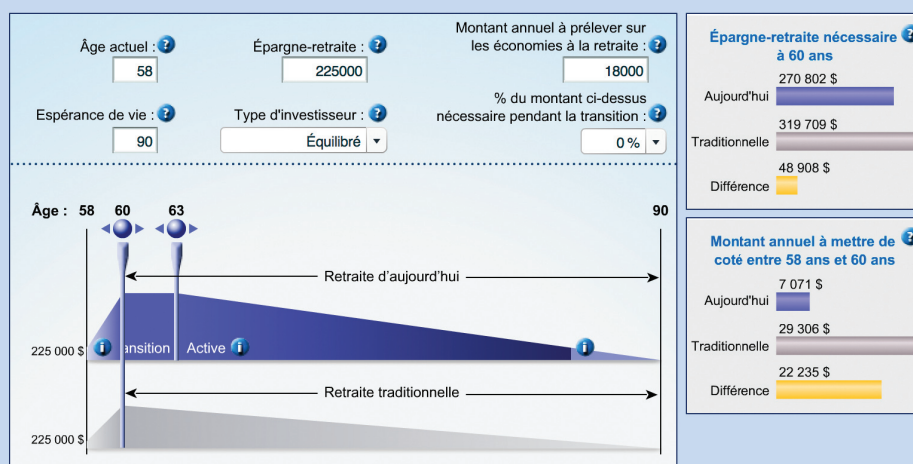 Âge actuel :
58
Épargne-retraite :
225000
Montant annuel à prélever sur
les économies à la retraite :
18000
Espérance de vie :
90
Type d'investisseur :
Équilibré
% du montant ci-dessus
nécessaire pendant la transition :
0 %
Âge : 58 60 63 90
Retraite d'aujourd'hui
225 000 $
ansition
Active
Retraite traditionnelle
225 000 $
Épargne-retraite nécessaire
à 60 ans
270 802 $
Aujourd'hui
319 709 $
Traditionnelle
48 908 $
Différence
Montant annuel à mettre de
coté entre 58 ans et 60 ans
7 071 $
Aujourd'hui
29 306 $
Traditionnelle
22 235 $
Différence